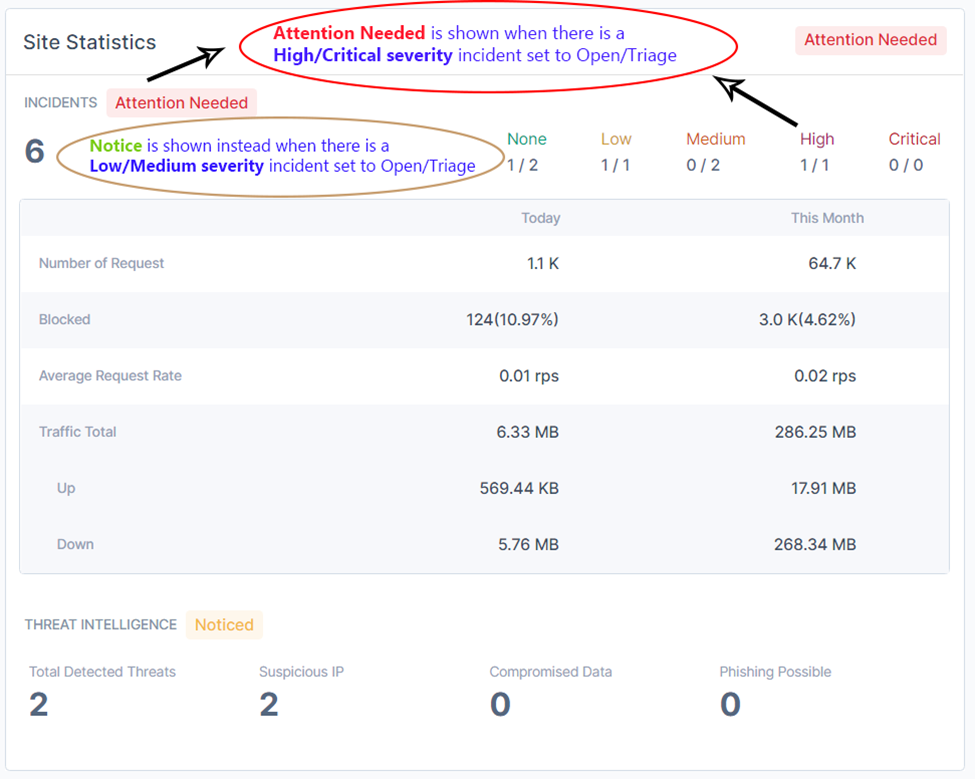 Site Statistics
Attention Needed is shown when there is a
High/Critical severity incident set to Open/Triage
Attention Needed
INCIDENTS Attention Needed
6
Notice is shown instead when there is a
Low/Medium severity incident set to Open/Triage
None Low Medium High Critical
1 / 2 1 / 1 0 / 2 1 / 1 0 / 0
Today This Month
Number of Request 1.1 K 64.7 K
Blocked 124(10.97%) 3.0 K(4.62%)
Average Request Rate 0.01 rps 0.02 rps
Traffic Total 6.33 MB 286.25 MB
Up 569.44 KB 17.91 MB
Down 5.76 MB 268.34 MB
THREAT INTELLIGENCE Noticed
Total Detected Threats Suspicious IP Compromised Data Phishing Possible
2 2 0 0